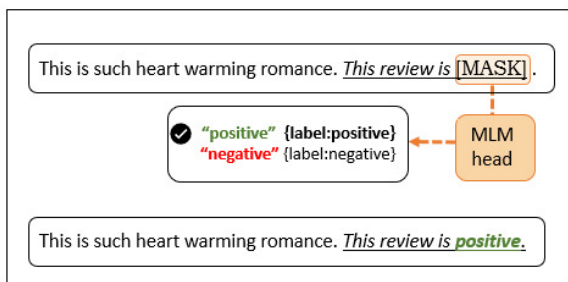 This is such heart warming romance. This review is [MASK] .
"positive" {label:positive}
"negative" {label:negative}
MLM
head
This is such heart warming romance. This review is positive.